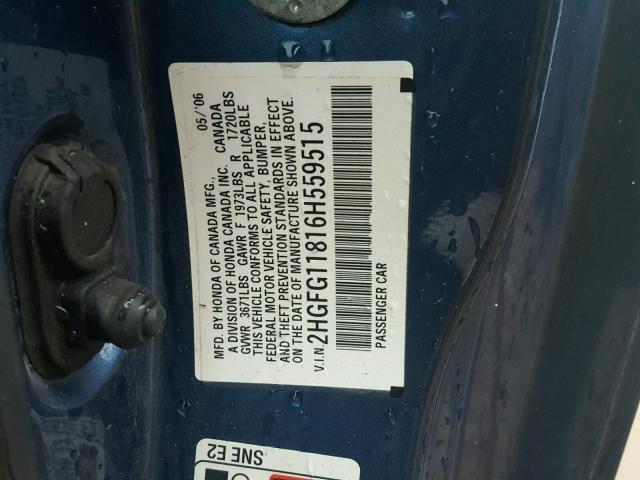 MFD. BY HONDA OF CANADA MFG. 05/'06
A DIVISION OF HONDA CANADA INC. CANADA
GVWR 3671LBS GAWR F 1973LBS R 1720LBS
THIS VEHICLE CONFORMS TO ALL APPLICABLE
FEDERAL MOTOR VEHICLE SAFETY, BUMPER,
AND THEFT PREVENTION STANDARDS IN EFFECT
ON THE DATE OF MANUFACTURE SHOWN ABOVE.
V.I.N. 2HGFG11816H559515
PASSENGER CAR
SNE E2